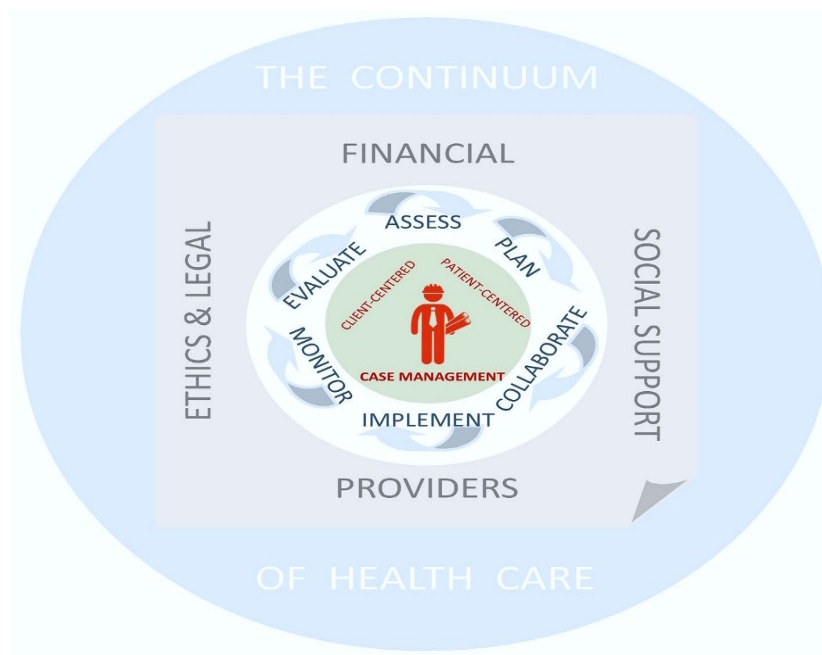 THE CONTINUUM
FINANCIAL
ETHICS & LEGAL
SOCIAL SUPPORT
ASSESS
PLAN
COLLABORATE
IMPLEMENT
MONITOR
EVALUATE
CLIENT-CENTERED
PATIENT-CENTERED
CASE MANAGEMENT
PROVIDERS
OF HEALTH CARE